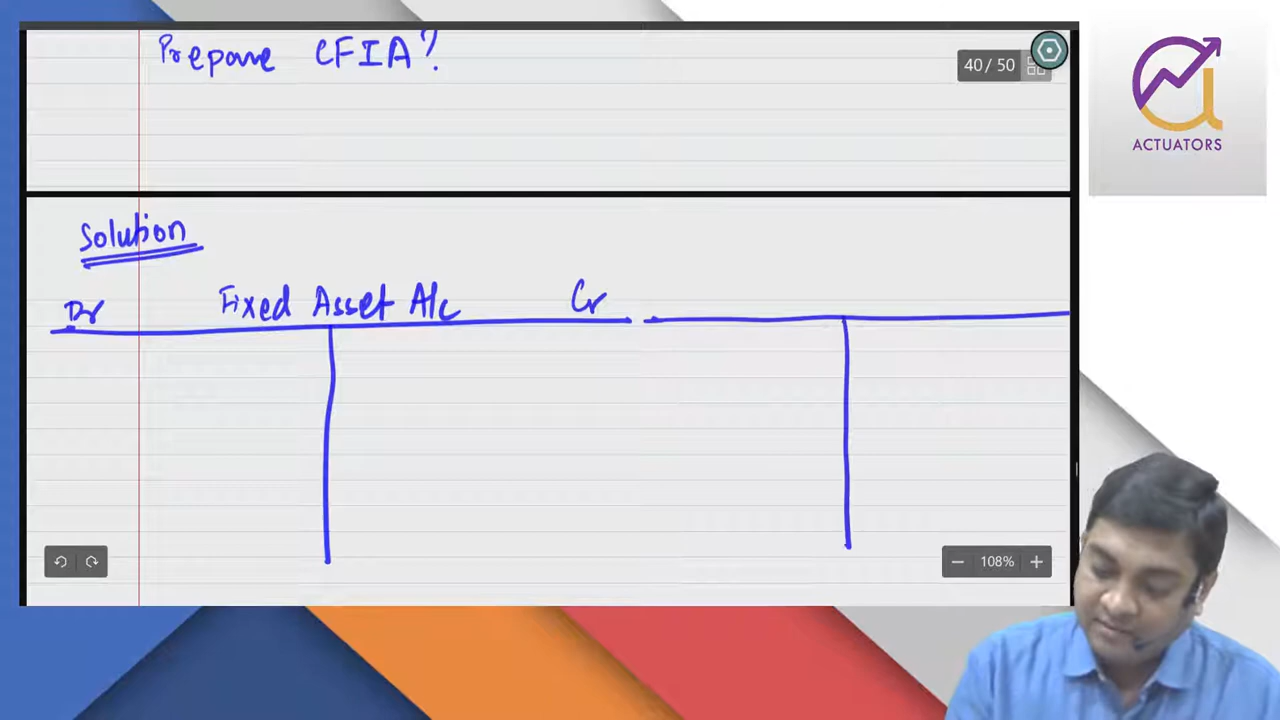 Prepare CFIA?
40 / 50
ACTUATORS
Solution
Dr Fixed Asset A/c Cr
108%